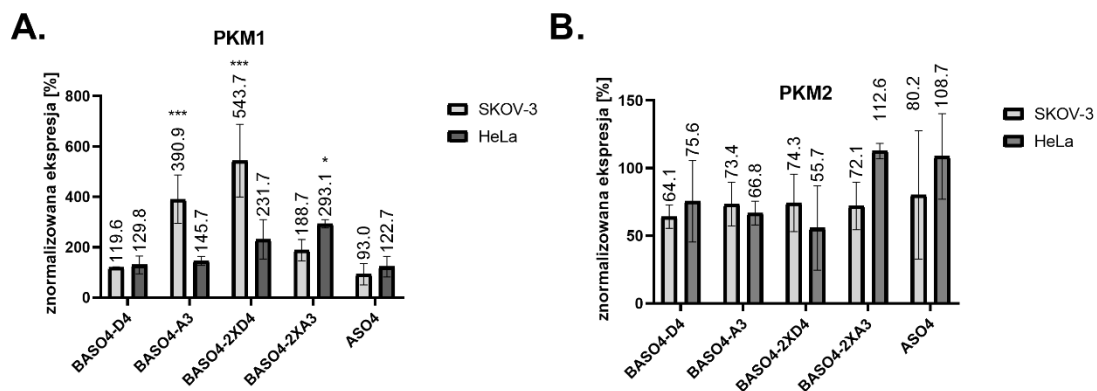 A.
PKM1
znormalizowana ekspresja [%]
800
600
400
200
0
119.6
129.8
***
390.9
145.7
***
543.7
231.7
188.7
*
293.1
93.0
122.7
BASO4-D4
BASO4-A3
BASO4-2XD4
BASO4-2XA3
ASO4
SKOV-3
HeLa
B.
PKM2
znormalizowana ekspresja [%]
150
100
50
0
64.1
75.6
73.4
66.8
74.3
55.7
72.1
112.6
80.2
108.7
BASO4-D4
BASO4-A3
BASO4-2XD4
BASO4-2XA3
ASO4
SKOV-3
HeLa